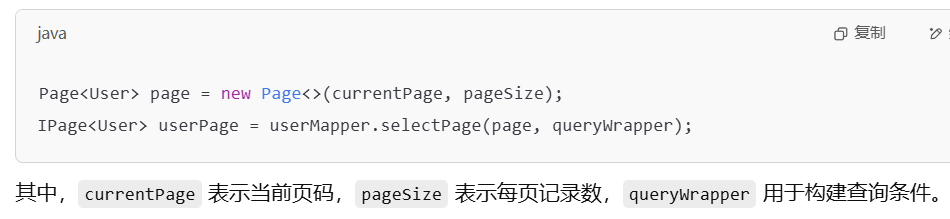 java
复制
Page<User> page = new Page<>(currentPage, pageSize);
IPage<User> userPage = userMapper.selectPage(page, queryWrapper);
其中，currentPage 表示当前页码，pageSize 表示每页记录数，queryWrapper 用于构建查询条件。